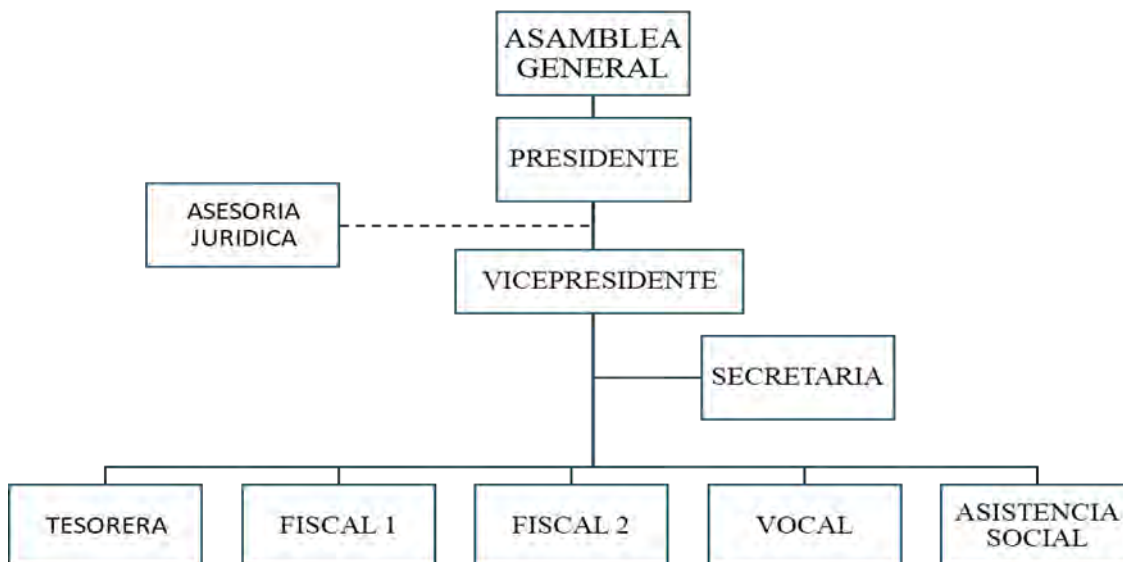 ASAMBLEA
GENERAL
PRESIDENTE
ASESORIA
JURIDICA
VICEPRESIDENTE
SECRETARIA
TESORERA
FISCAL 1
FISCAL 2
VOCAL
ASISTENCIA
SOCIAL